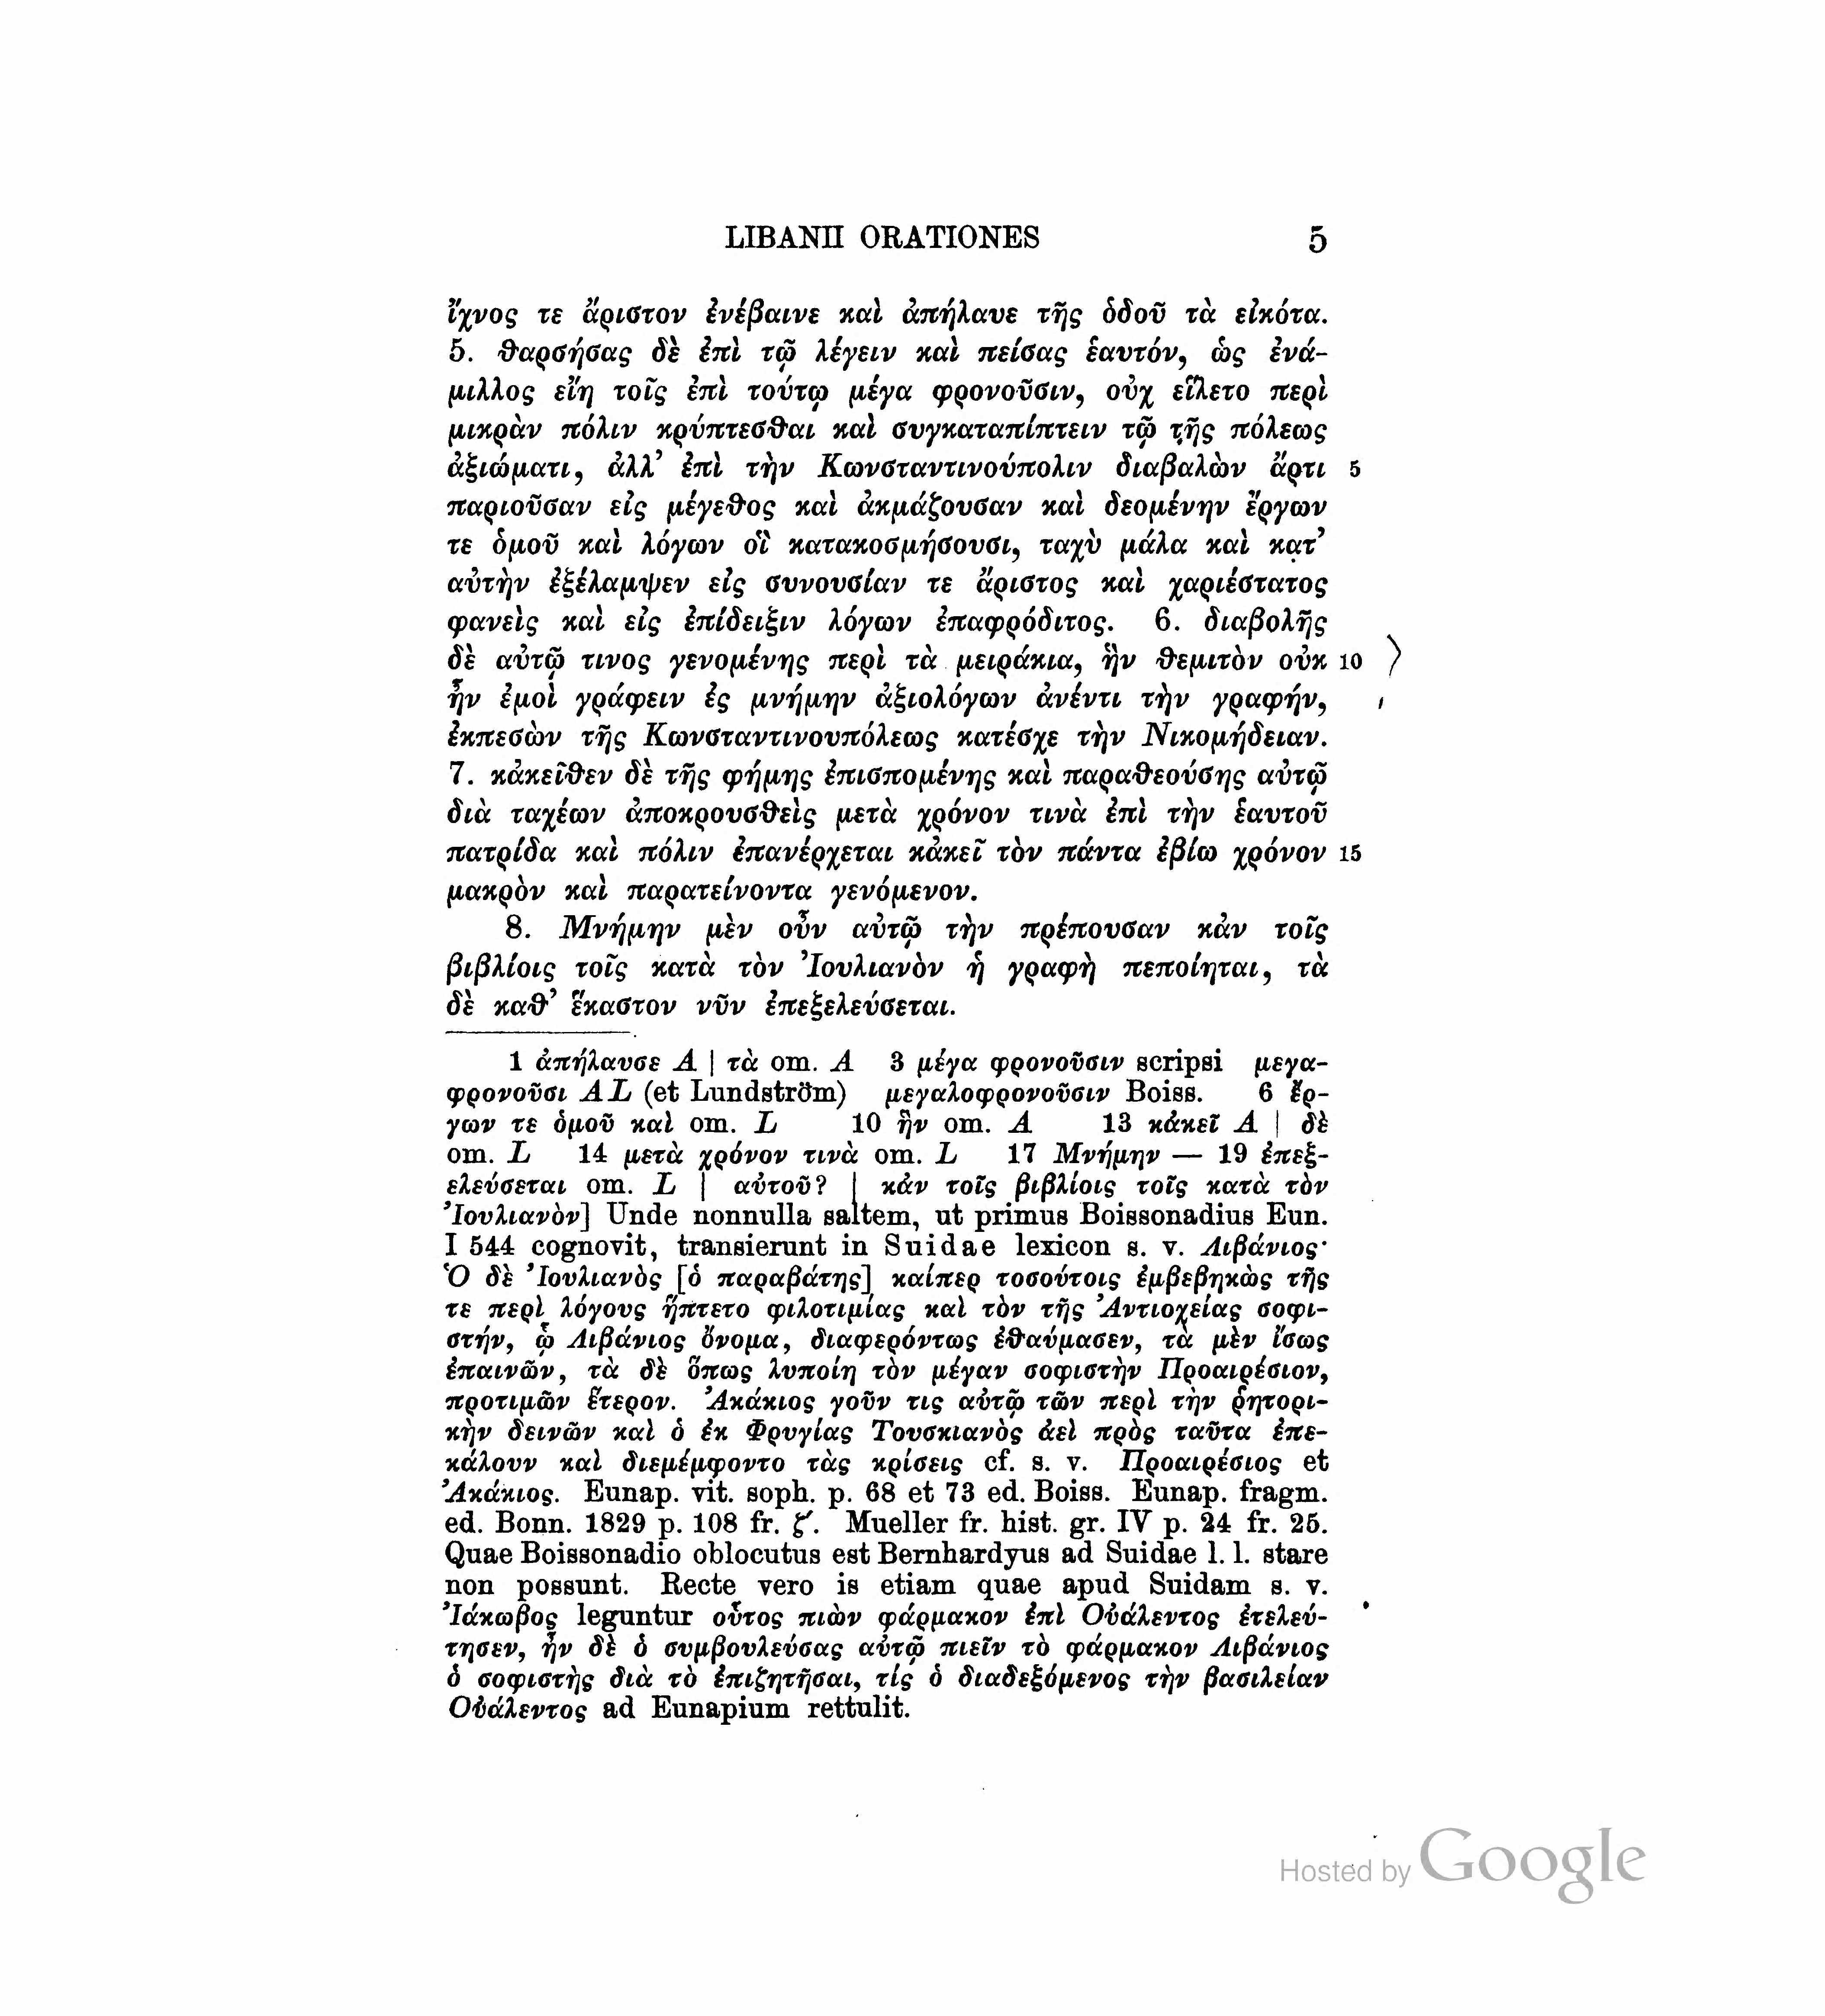 LIBANII ORATIONES 5
ἴχνος τε ἄριστον ἐνέβαινε καὶ ἀπήλαυε τῆς ὁδοῦ τὰ εἰκότα.
5. θαρσήσας δὲ ἐπὶ τῷ λέγειν καὶ πείσας ἑαυτόν, ὡς ἐνά-
μιλλος εἴη τοῖς ἐπὶ τούτῳ μέγα φρονοῦσιν, οὐχ εἵλετο περὶ
μικρὰν πόλιν κρύπτεσθαι καὶ συγκαταπίπτειν τῷ τῆς πόλεως
ἀξιώματι, ἀλλ’ ἐπὶ τὴν Κωνσταντινούπολιν διαβαλὼν ἄρτι 5
παριοῦσαν εἰς μέγεθος καὶ ἀκμάζουσαν καὶ δεομένην ἔργων
τε ὁμοῦ καὶ λόγων οἳ κατακοσμήσουσι, ταχὺ μάλα καὶ κατ’
αὐτὴν ἐξέλαμψεν εἰς συνουσίαν τε ἄριστος καὶ χαριέστατος
φανεὶς καὶ εἰς ἐπίδειξιν λόγων ἐπαφρόδιτος. 6. διαβολῆς
δὲ αὐτῷ τινος γενομένης περὶ τὰ μειράκια, ἣν θεμιτὸν οὐκ 10
ἦν ἐμοὶ γράφειν ἐς μνήμην ἀξιολόγων ἀνέντι τὴν γραφήν,
ἐκπεσὼν τῆς Κωνσταντινουπόλεως κατέσχε τὴν Νικομήδειαν.
7. κἀκεῖθεν δὲ τῆς φήμης ἐπισπομένης καὶ παραθεούσης αὐτῷ
διὰ ταχέων ἀποκρουσθεὶς μετὰ χρόνον τινὰ ἐπὶ τὴν ἑαυτοῦ
πατρίδα καὶ πόλιν ἐπανέρχεται κἀκεῖ τὸν πάντα ἐβίω χρόνον 15
μακρὸν καὶ παρατείνοντα γενόμενον.
8. Μνήμην μὲν οὖν αὐτῷ τὴν πρέπουσαν κἀν τοῖς
βιβλίοις τοῖς κατὰ τὸν Ἰουλιανὸν ἡ γραφὴ πεποίηται, τὰ
δὲ καθ’ ἕκαστον νῦν ἐπεξελεύσεται.
1 ἀπήλαυσε A | τὰ om. A 3 μέγα φρονοῦσιν scripsi μεγα-
φρονοῦσι AL (et Lundström) μεγαλοφρονοῦσιν Boiss. 6 ἔρ-
γων τε ὁμοῦ καὶ om. L 10 ἣν om. A 13 κἀκεῖ A | δὲ
om. L 14 μετὰ χρόνον τινὰ om. L 17 Μνήμην — 19 ἐπεξ-
ελεύσεται om. L | αὐτοῦ? | κἀν τοῖς βιβλίοις τοῖς κατὰ τὸν
Ἰουλιανὸν] Unde nonnulla saltem, ut primus Boissonadius Eun.
I 544 cognovit, transierunt in Suidae lexicon s. v. Λιβάνιος·
Ὁ δὲ Ἰουλιανὸς [ὁ παραβάτης] καίπερ τοσούτοις ἐμβεβηκὼς τῆς
τε περὶ λόγους ἥπτετο φιλοτιμίας καὶ τὸν τῆς Ἀντιοχείας σοφι-
στήν, ᾧ Λιβάνιος ὄνομα, διαφερόντως ἐθαύμασεν, τὰ μὲν ἴσως
ἐπαινῶν, τὰ δὲ ὅπως λυποίη τὸν μέγαν σοφιστὴν Προαιρέσιον,
προτιμῶν ἕτερον. Ἀκάκιος γοῦν τις αὐτῷ τῶν περὶ τὴν ῥητορι-
κὴν δεινῶν καὶ ὁ ἐκ Φρυγίας Τουσκιανὸς ἀεὶ πρὸς ταῦτα ἐπε-
κάλουν καὶ διεμέμφοντο τὰς κρίσεις cf. s. v. Προαιρέσιος et
Ἀκάκιος. Eunap. vit. soph. p. 68 et 73 ed. Boiss. Eunap. fragm.
ed. Bonn. 1829 p. 108 fr. ζ′. Mueller fr. hist. gr. IV p. 24 fr. 25.
Quae Boissonadio oblocutus est Bernhardyus ad Suidae l. l. stare
non possunt. Recte vero is etiam quae apud Suidam s. v.
Ἰάκωβος leguntur οὗτος πιὼν φάρμακον ἐπὶ Οὐάλεντος ἐτελεύ-
τησεν, ἦν δὲ ὁ συμβουλεύσας αὐτῷ πιεῖν τὸ φάρμακον Λιβάνιος
ὁ σοφιστὴς διὰ τὸ ἐπιζητῆσαι, τίς ὁ διαδεξόμενος τὴν βασιλείαν
Οὐάλεντος ad Eunapium rettulit.
Hosted by Google